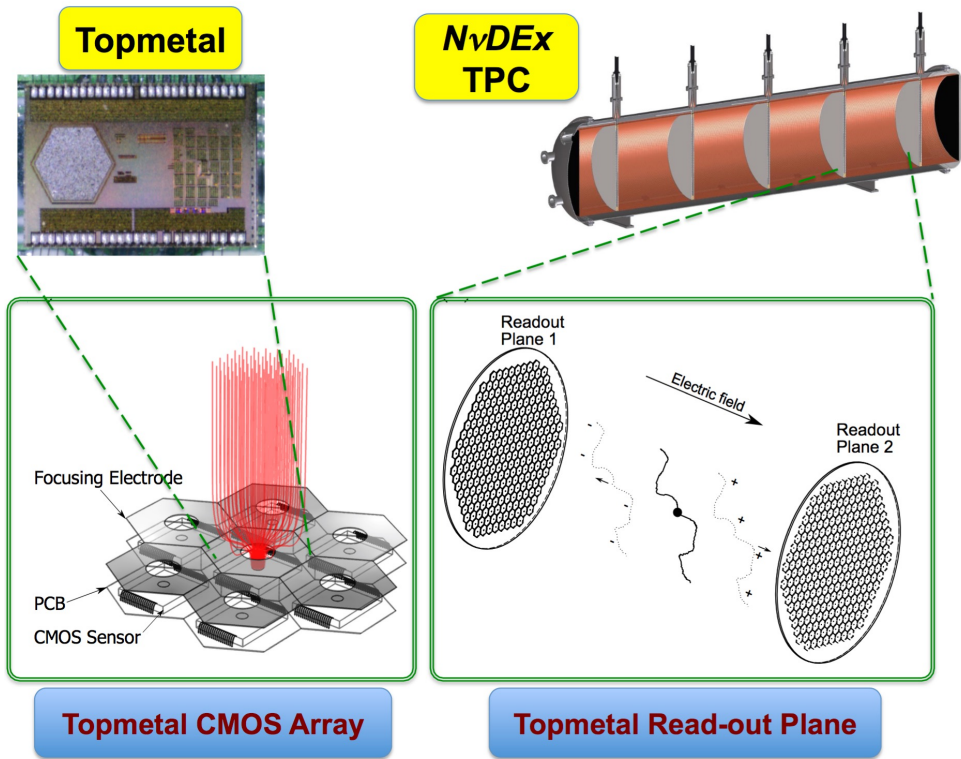 Topmetal
NνDEx
TPC
Focusing Electrode
PCB
CMOS Sensor
Readout
Plane 1
Electric field
Readout
Plane 2
-
-
-
-
+
+
+
+
Topmetal CMOS Array
Topmetal Read-out Plane